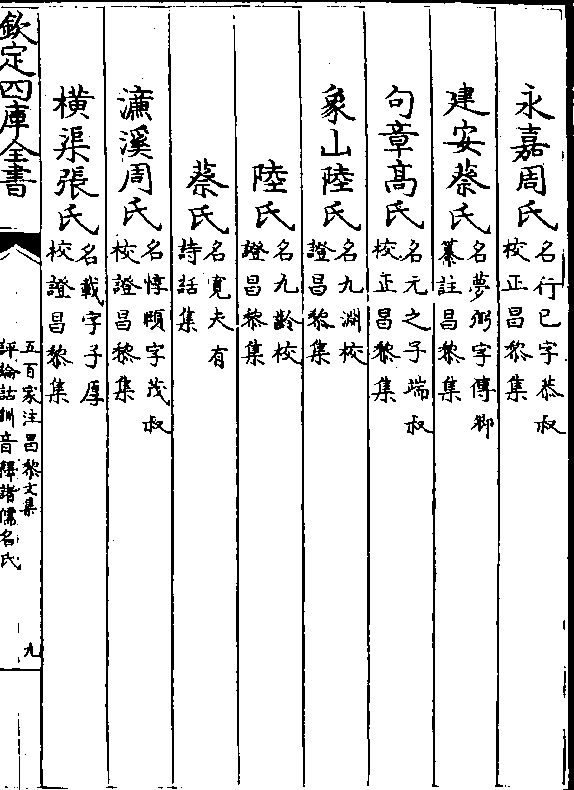 永嘉周氏名行已字恭叔校正昌黎集
建安蔡氏名夢弼字傅卿纂註昌黎集
句章髙氏名元之字端叔校正昌黎集
象山陸氏名九淵校證昌黎集
陸氏名九齡校證昌黎集
蔡氏名寛夫有詩話集
濓溪周氏名惇頤字茂叔校證昌黎集
橫渠張氏名載字子厚校證昌黎集
欽定四庫全書
五百家注昌黎文集
評論詁訓音釋諸儒名氏
九